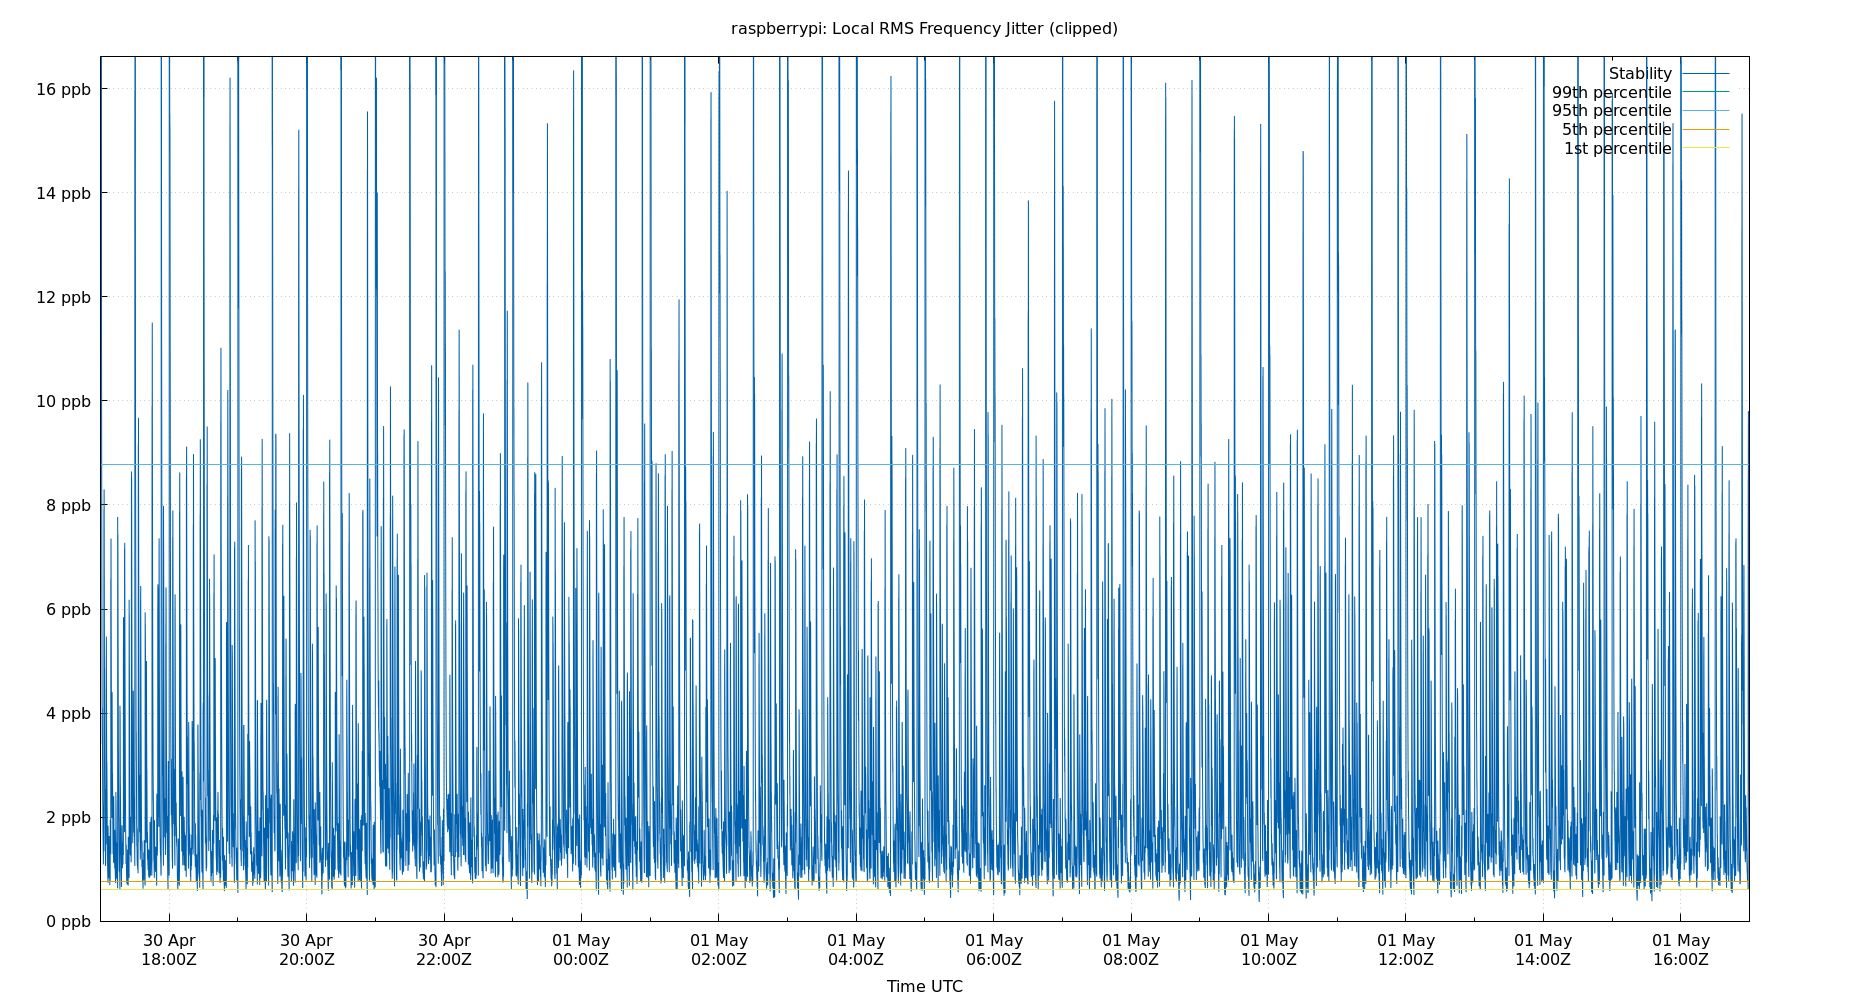 raspberrypi: Local RMS Frequency Jitter (clipped)
Stability
99th percentile
95th percentile
5th percentile
1st percentile
16 ppb
14 ppb
12 ppb
10 ppb
8 ppb
6 ppb
4 ppb
2 ppb
0 ppb
30 Apr 30 Apr 30 Apr 01 May 01 May 01 May 01 May 01 May 01 May 01 May 01 May 01 May
18:00Z 20:00Z 22:00Z 00:00Z 02:00Z 04:00Z 06:00Z 08:00Z 10:00Z 12:00Z 14:00Z 16:00Z
Time UTC